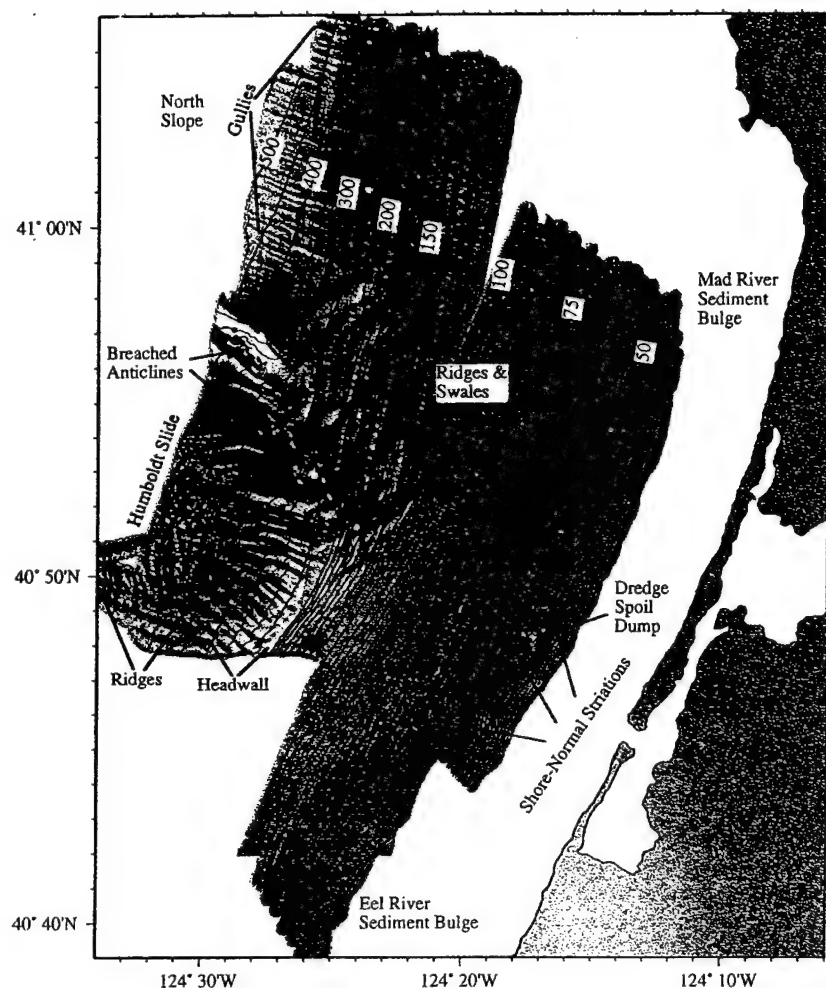 North
Slope
Gullies
500
400
300
200
150
100
75
50
41° 00'N
Mad River
Sediment
Bulge
Breached
Anticlines
Ridges &
Swales
Humboldt Slide
40° 50'N
Dredge
Spoil
Dump
Ridges
Headwall
Shore-Normal Striations
Eel River
Sediment Bulge
40° 40'N
124° 30'W
124° 20'W
124° 10'W